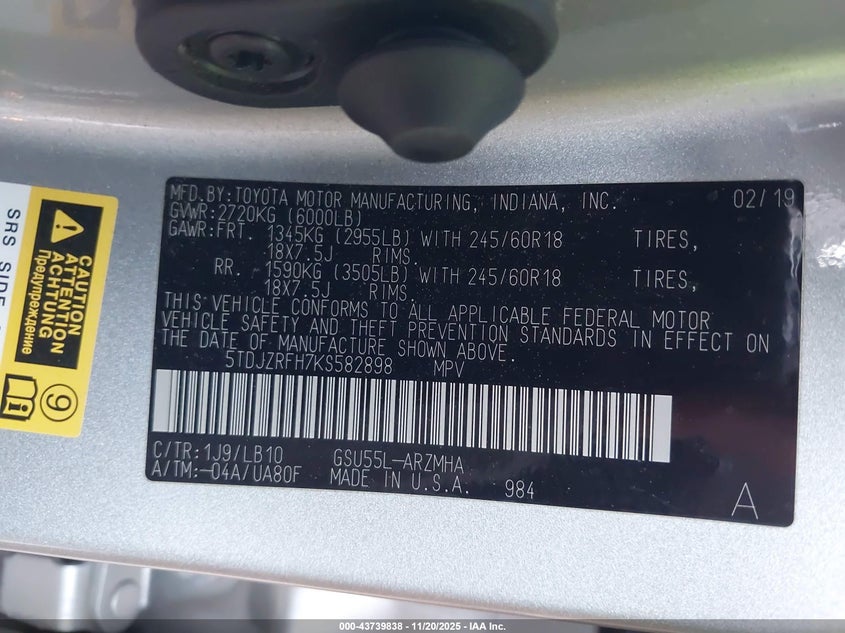 MFD.BY:TOYOTA MOTOR MANUFACTURING, INDIANA, INC. 02/19
GVWR:2720KG (6000LB)
GAWR:FRT. 1345KG (2955LB) WITH 245/60R18 TIRES,
18X7.5J RIMS.
RR. 1590KG (3505LB) WITH 245/60R18 TIRES,
18X7.5J RIMS.
THIS VEHICLE CONFORMS TO ALL APPLICABLE FEDERAL MOTOR
VEHICLE SAFETY AND THEFT PREVENTION STANDARDS IN EFFECT ON
THE DATE OF MANUFACTURE SHOWN ABOVE.
5TDJZRFH7KS582898 MPV
C/TR:1J9/LB10 GSU55L-ARZMHA
A/TM:-04A/UA80F MADE IN U.S.A. 984
A
CAUTION
ATTENTION
ACHTUNG
Предупреждение
9
SRS SIDE
000-43739838 - 11/20/2025 - IAA Inc.